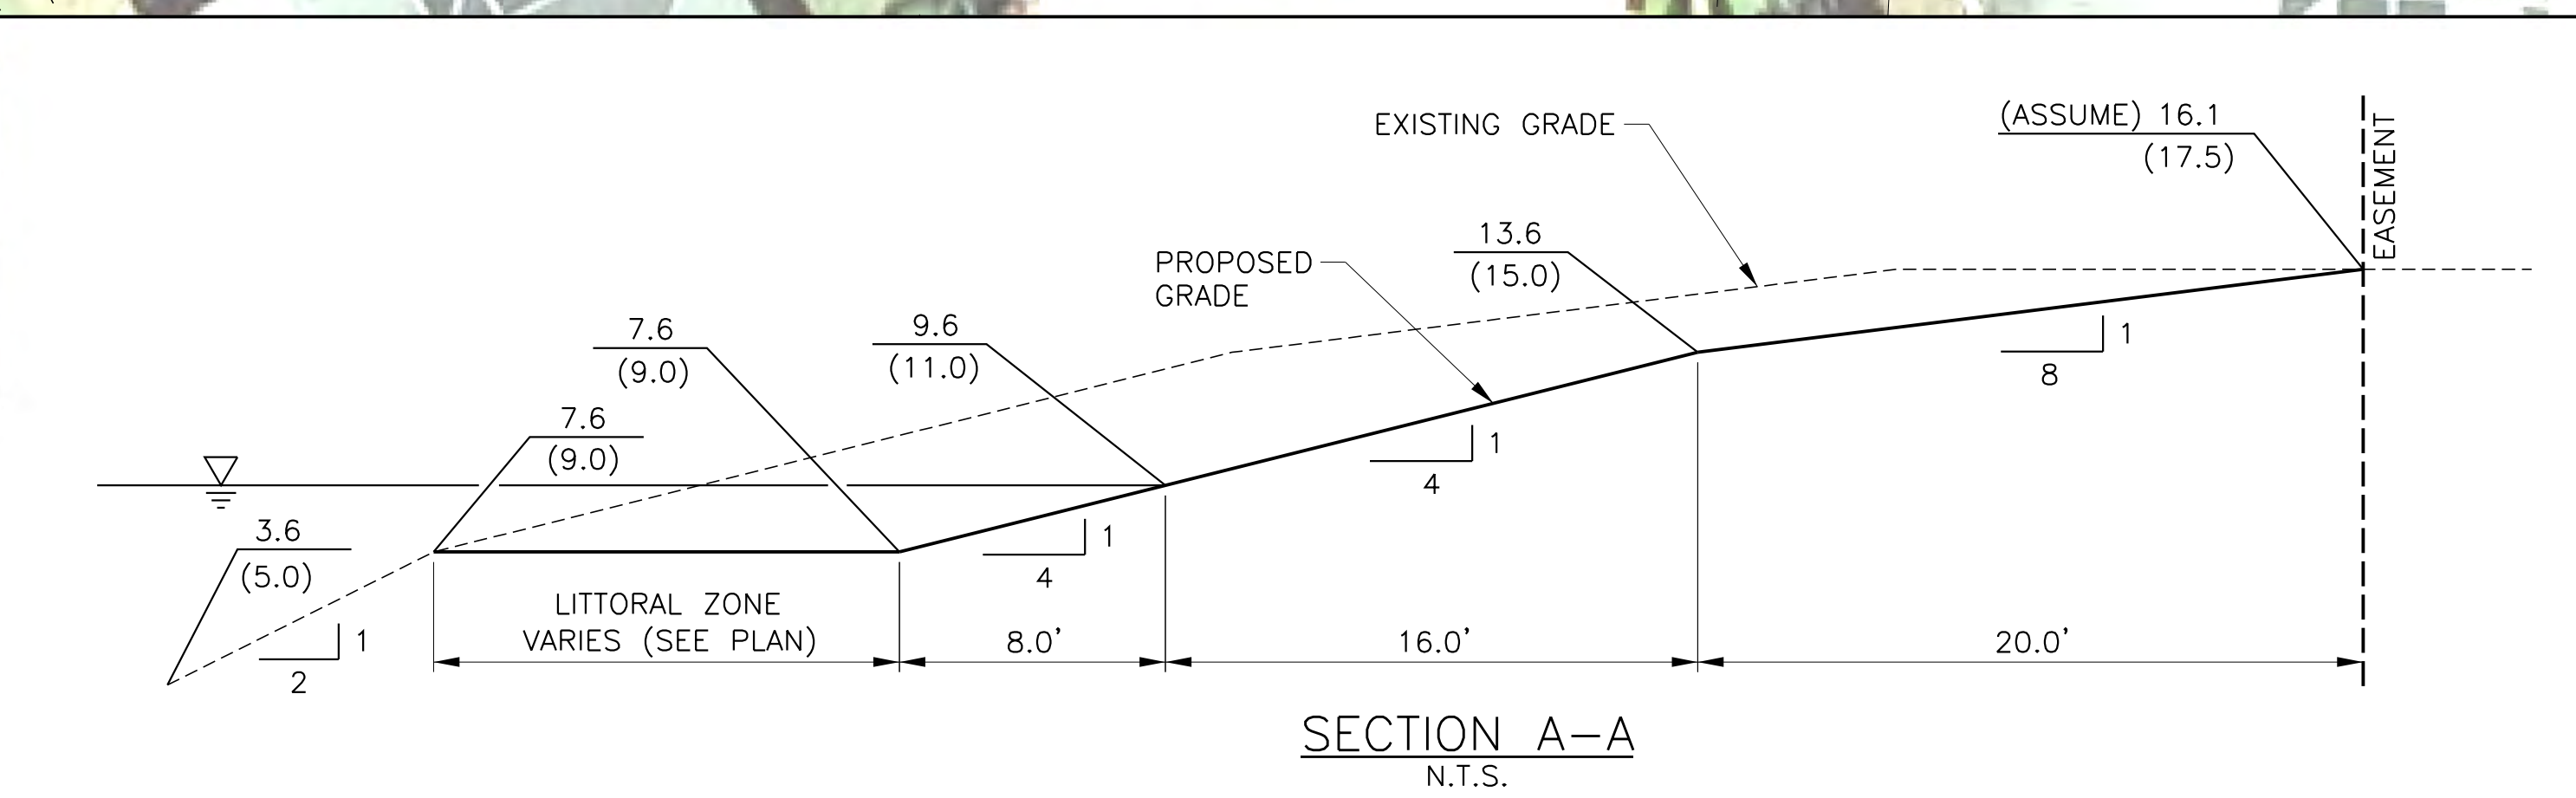 (ASSUME) 16.1
(17.5)
EASEMENT
EXISTING GRADE
13.6
(15.0)
PROPOSED
GRADE
9.6
(11.0)
7.6
(9.0)
7.6
(9.0)
3.6
(5.0)
1
2
1
4
1
4
1
8
LITTORAL ZONE
VARIES (SEE PLAN)
8.0'
16.0'
20.0'
SECTION A-A
N.T.S.